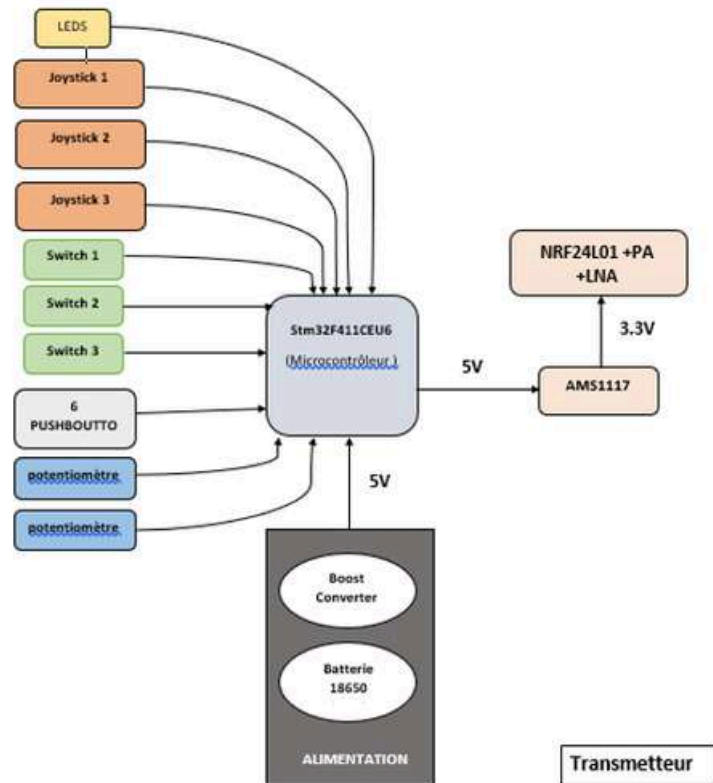 LEDS
Joystick 1
Joystick 2
Joystick 3
Switch 1
Switch 2
Switch 3
6
PUSHBOUTTO
potentiomètre
potentiomètre
Stm32F411CEU6
(Microcontrôleur )
5V
5V
NRF24L01 +PA
+LNA
3.3V
AMS1117
Boost
Converter
Batterie
18650
ALIMENTATION
Transmetteur